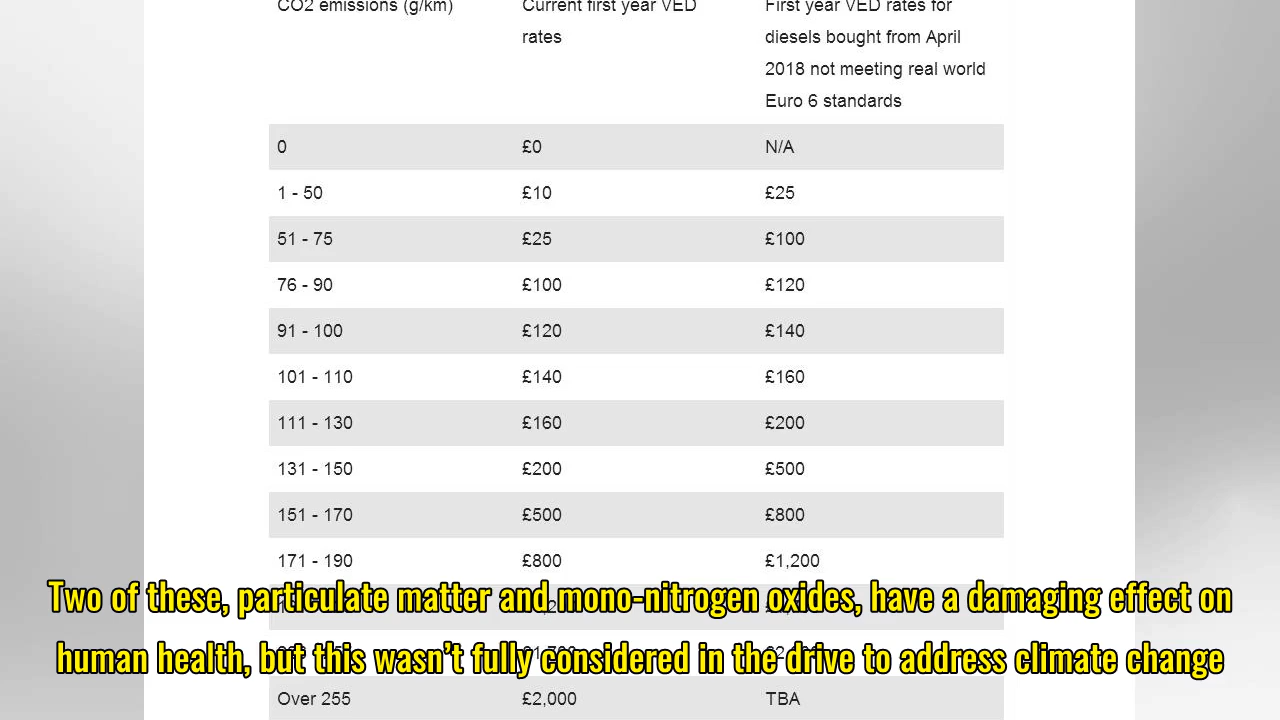 CO2 emissions (g/km) Current first year VED First year VED rates for
rates diesels bought from April
2018 not meeting real world
Euro 6 standards
0 £0 N/A
1 - 50 £10 £25
51 - 75 £25 £100
76 - 90 £100 £120
91 - 100 £120 £140
101 - 110 £140 £160
111 - 130 £160 £200
131 - 150 £200 £500
151 - 170 £500 £800
171 - 190 £800 £1,200
Two of these, particulate matter and mono-nitrogen oxides, have a damaging effect on
human health, but this wasn’t fully considered in the drive to address climate change
Over 255 £2,000 TBA